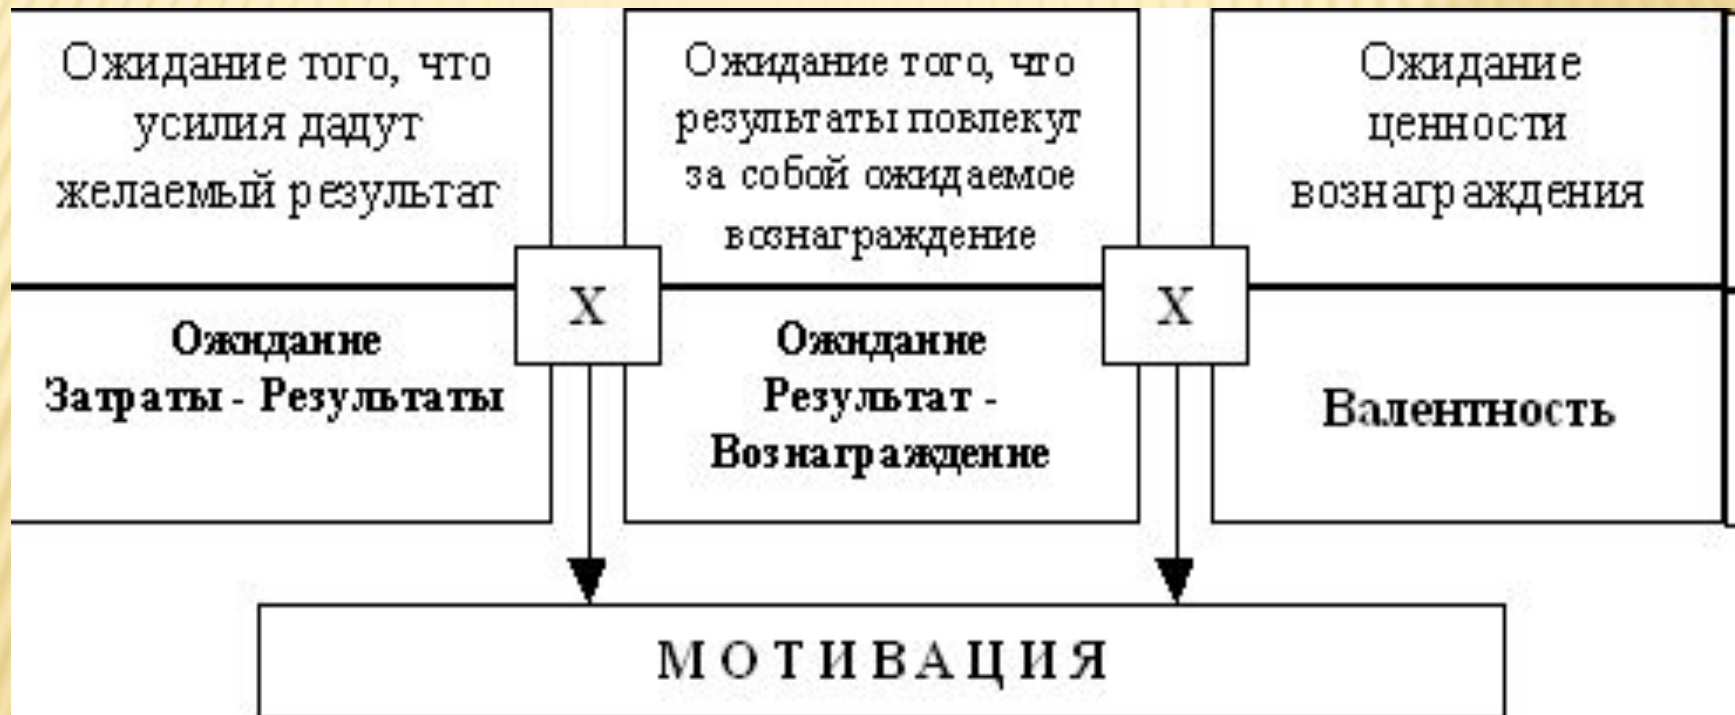 Ожидание того, что
усилия дадут
желаемый результат
Ожидание того, что
результаты повлекут
за собой ожидаемое
вознаграждение
Ожидание
ценности
вознаграждения
X
X
Ожидание
Затраты - Результаты
Ожидание
Результат -
Вознаграждение
Валентность
МОТИВАЦИЯ